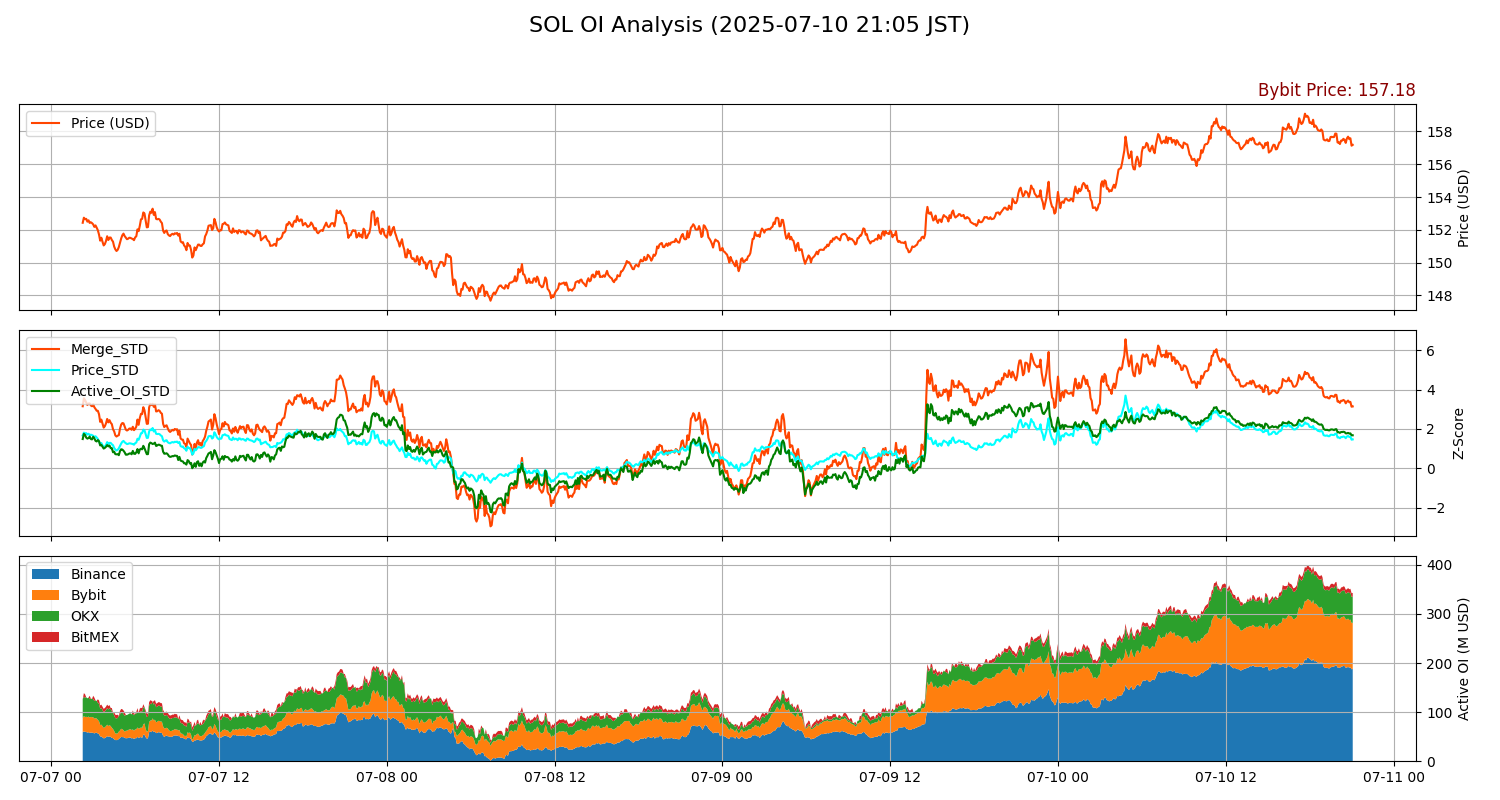 SOL OI Analysis (2025-07-10 21:05 JST)
Bybit Price: 157.18
Price (USD)
158
156
154
152
150
148
Price (USD)
Merge_STD
Price_STD
Active_OI_STD
6
4
2
0
−2
Z-Score
Binance
Bybit
OKX
BitMEX
400
300
200
100
0
Active OI (M USD)
07-07 00
07-07 12
07-08 00
07-08 12
07-09 00
07-09 12
07-10 00
07-10 12
07-11 00